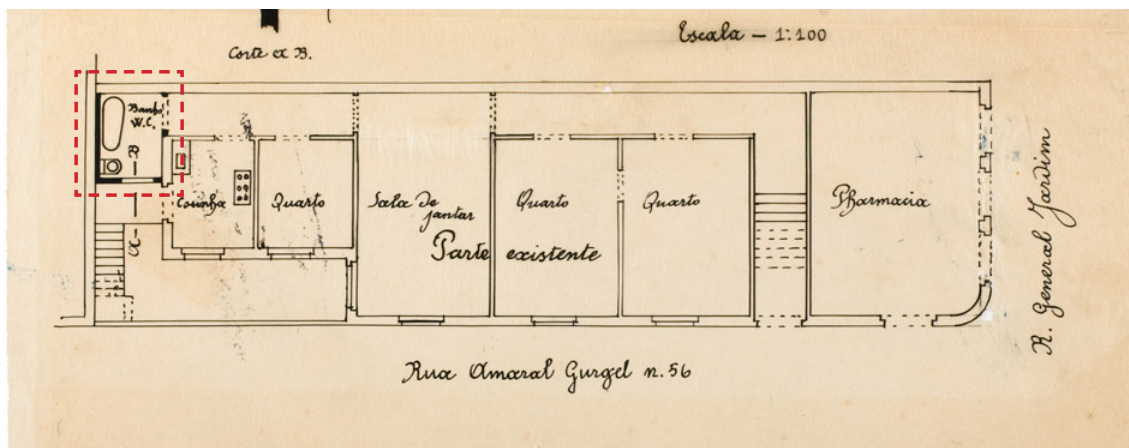 Escala — 1:100
Corte α B.
Banho
W.C.
B
α
Cosinha
Quarto
Sala de
jantar
Quarto
Quarto
Pharmacia
Parte existente
R. General Jardim
Rua Amaral Gurgel n. 56